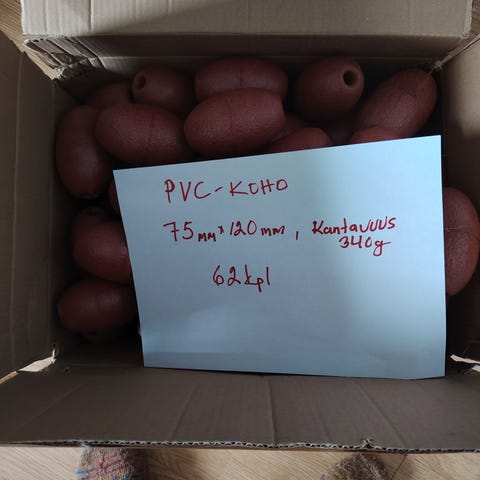 PVC-KOHO
75mm x 120mm, Kantavuus
340g
62kpl